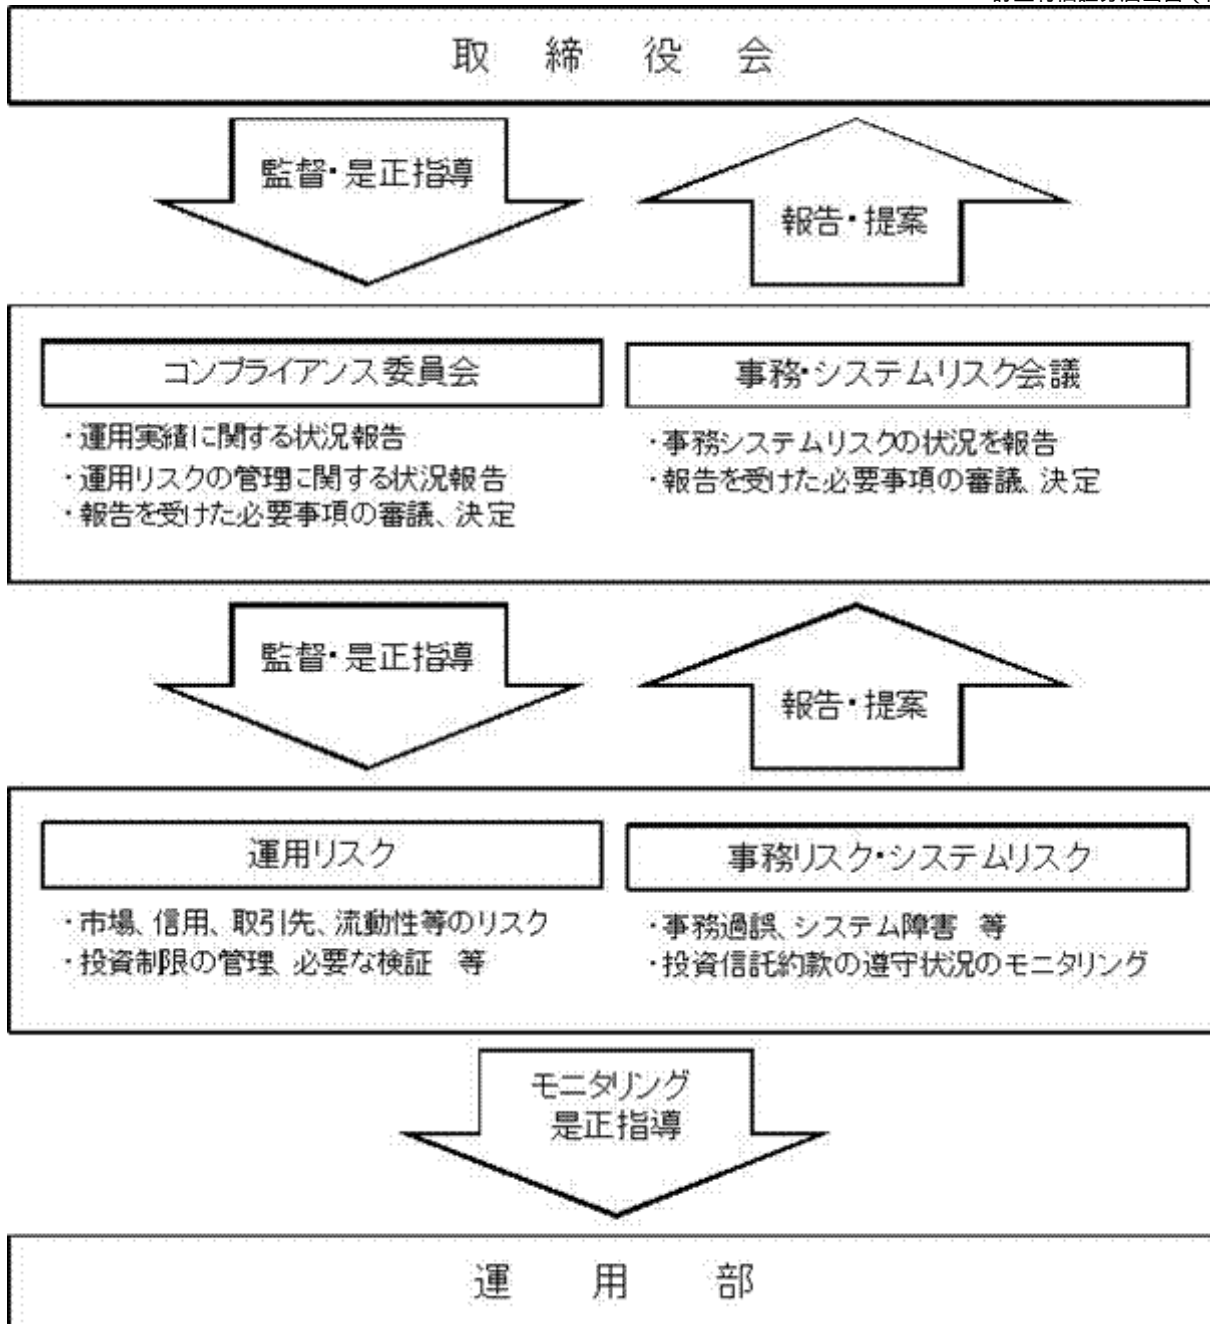 取締役会
監督・是正指導
報告・提案
コンプライアンス委員会
・運用実績に関する状況報告
・運用リスクの管理に関する状況報告
・報告を受けた必要事項の審議、決定
事務・システムリスク会議
・事務システムリスクの状況を報告
・報告を受けた必要事項の審議、決定
監督・是正指導
報告・提案
運用リスク
・市場、信用、取引先、流動性等のリスク
・投資制限の管理、必要な検証 等
事務リスク・システムリスク
・事務過誤、システム障害 等
・投資信託約款の遵守状況のモニタリング
モニタリング
是正指導
運用部